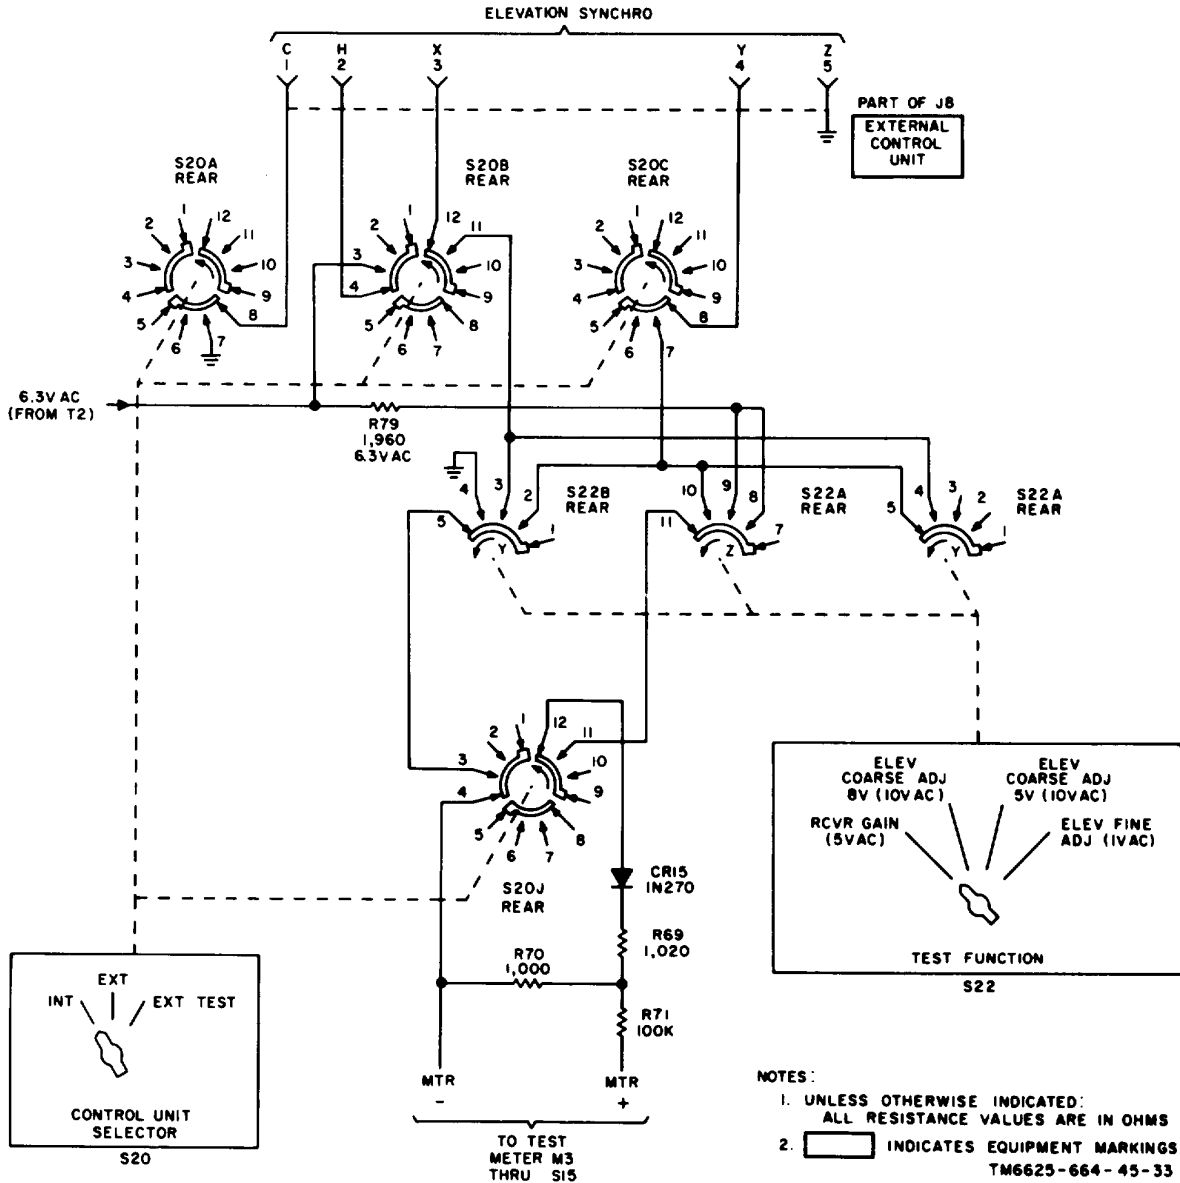 ELEVATION SYNCHRO
C H X Y Z
1 2 3 4 5
PART OF J8
EXTERNAL
CONTROL
UNIT
S20A
REAR
1 2 3 4 5 6 7 8 9 10 11 12
S20B
REAR
1 2 3 4 5 6 7 8 9 10 11 12
S20C
REAR
1 2 3 4 5 6 7 8 9 10 11 12
6.3VAC
(FROM T2)
R79
1,960
6.3VAC
S22B
REAR
5 4 3 2 1
Y
S22A
REAR
11 10 9 8 7
Z
S22A
REAR
5 4 3 2 1
Y
1 2 3 4 5 6 7 8 9 10 11 12
S20J
REAR
CR15
1N270
R69
1,020
R70
1,000
R71
100K
MTR
-
MTR
+
TO TEST
METER M3
THRU S15
INT
EXT
EXT TEST
CONTROL UNIT
SELECTOR
S20
RCVR GAIN
(5VAC)
ELEV
COARSE ADJ
8V (10VAC)
ELEV
COARSE ADJ
5V (10VAC)
ELEV FINE
ADJ (1VAC)
TEST FUNCTION
S22
NOTES:
1. UNLESS OTHERWISE INDICATED:
ALL RESISTANCE VALUES ARE IN OHMS
2. INDICATES EQUIPMENT MARKINGS
TM6625-664-45-33